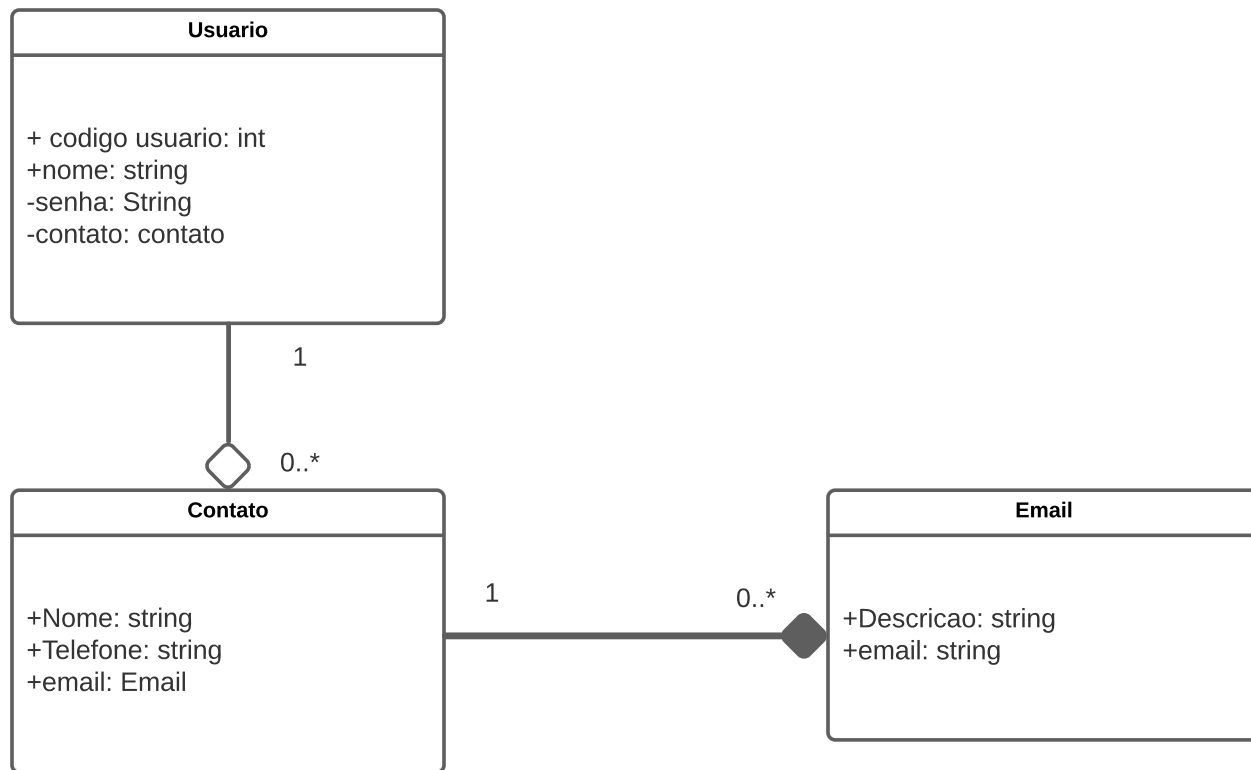 Usuario
+ codigo usuario: int
+nome: string
-senha: String
-contato: contato
1
0..*
Contato
+Nome: string
+Telefone: string
+email: Email
1
0..*
Email
+Descricao: string
+email: string